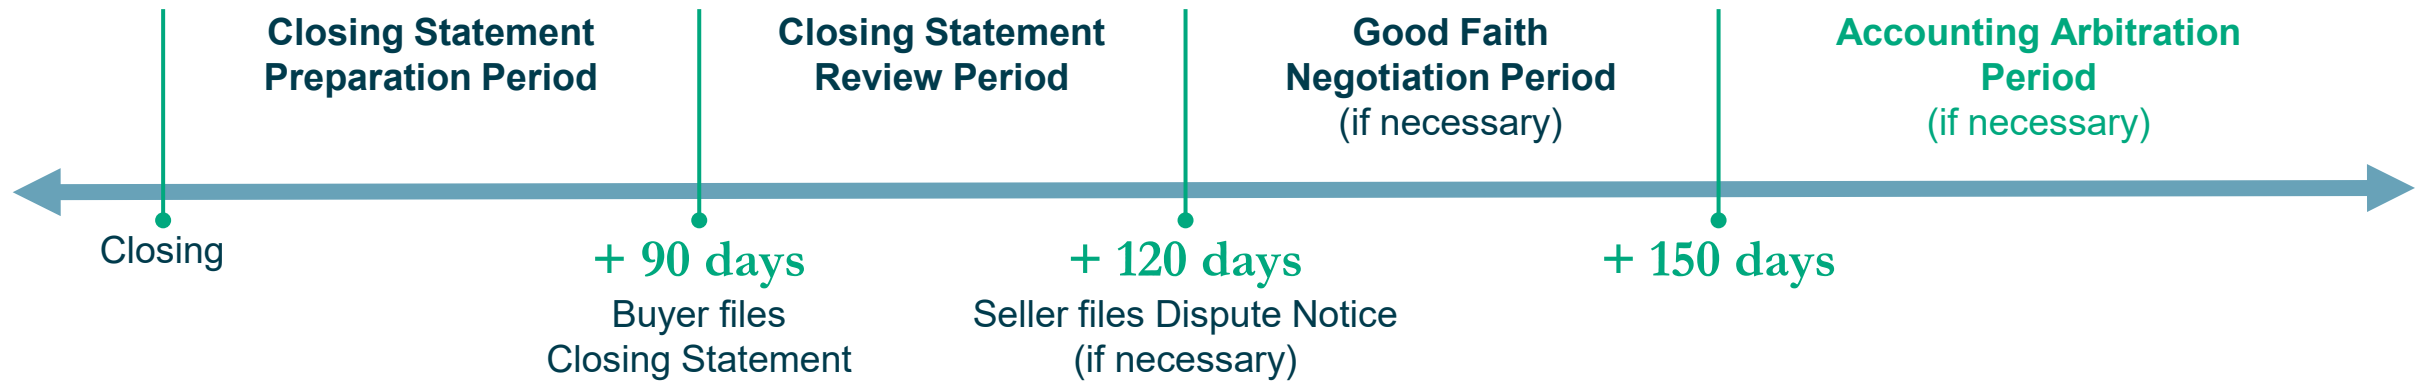 Closing Statement
Preparation Period
Closing Statement
Review Period
Good Faith
Negotiation Period
(if necessary)
Accounting Arbitration
Period
(if necessary)
Closing
+ 90 days
Buyer files
Closing Statement
+ 120 days
Seller files Dispute Notice
(if necessary)
+ 150 days